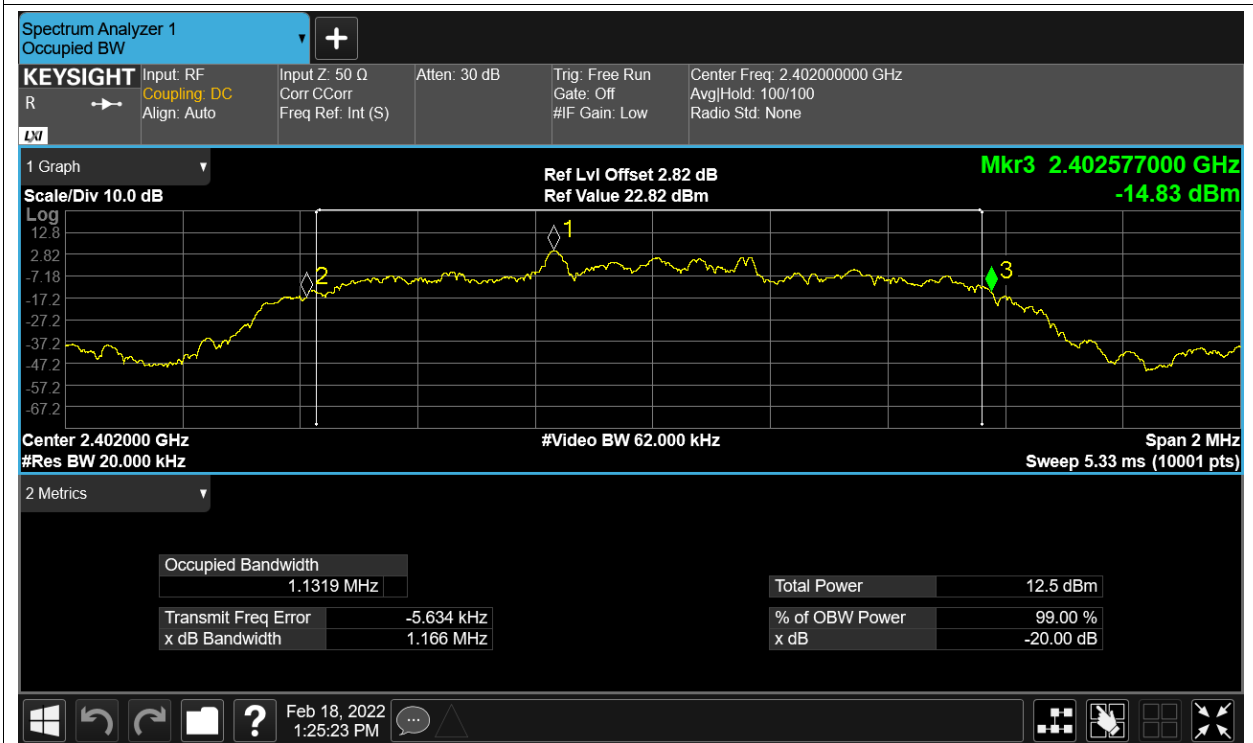 Spectrum Analyzer 1
Occupied BW
KEYSIGHT
R
LXI
Input: RF
Coupling: DC
Align: Auto
Input Z: 50 Ω
Corr CCorr
Freq Ref: Int (S)
Atten: 30 dB
Trig: Free Run
Gate: Off
#IF Gain: Low
Center Freq: 2.402000000 GHz
Avg|Hold: 100/100
Radio Std: None
1 Graph
Scale/Div 10.0 dB
Ref Lvl Offset 2.82 dB
Ref Value 22.82 dBm
Mkr3 2.402577000 GHz
-14.83 dBm
Log
12.8
2.82
-7.18
-17.2
-27.2
-37.2
-47.2
-57.2
-67.2
1
2
3
Center 2.402000 GHz
#Video BW 62.000 kHz
Span 2 MHz
#Res BW 20.000 kHz
Sweep 5.33 ms (10001 pts)
2 Metrics
Occupied Bandwidth
1.1319 MHz
Total Power 12.5 dBm
Transmit Freq Error -5.634 kHz
% of OBW Power 99.00 %
x dB Bandwidth 1.166 MHz
x dB -20.00 dB
?
Feb 18, 2022
1:25:23 PM